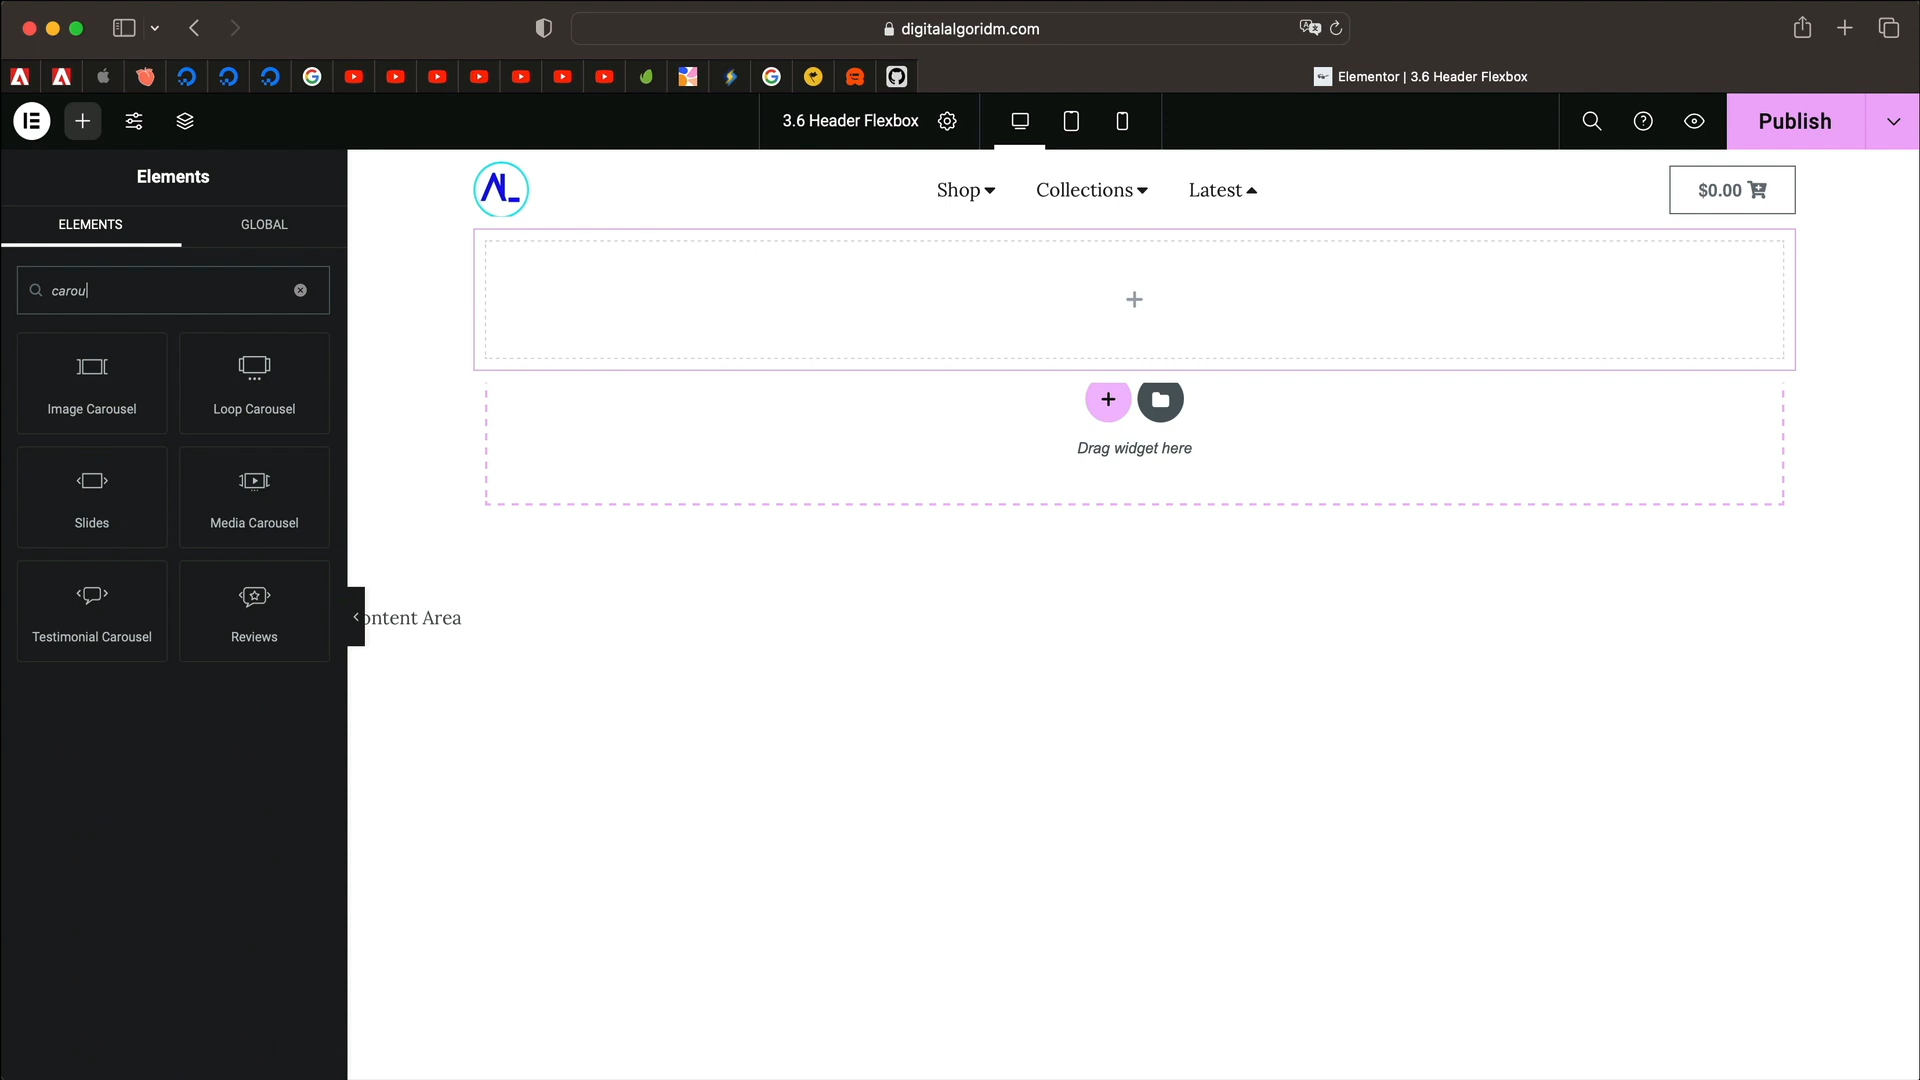 digitalalgoridm.com
Elementor | 3.6 Header Flexbox
3.6 Header Flexbox
Publish
Elements
ELEMENTS
GLOBAL
carou
Image Carousel
Loop Carousel
Slides
Media Carousel
Testimonial Carousel
Reviews
Shop
Collections
Latest
$0.00
Drag widget here
ontent Area